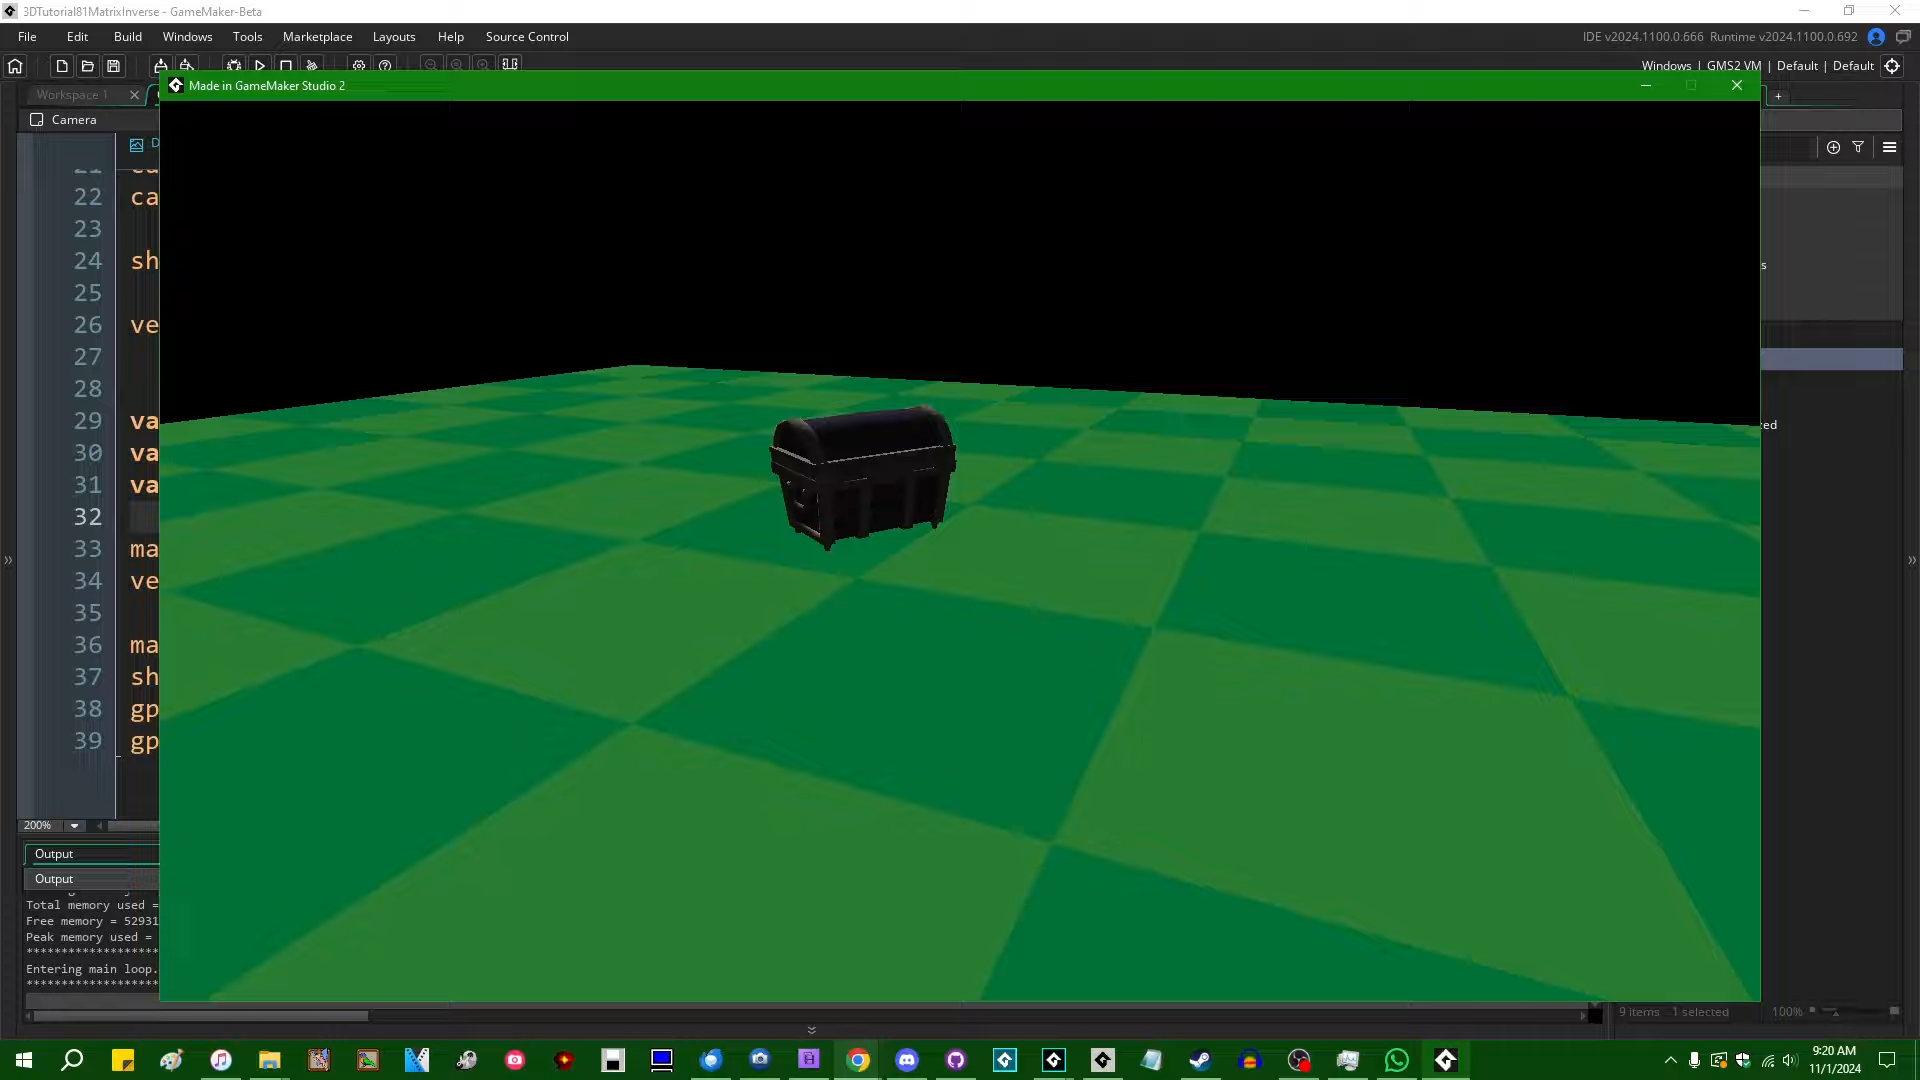 3DTutorial81MatrixInverse - GameMaker-Beta
File Edit Build Windows Tools Marketplace Layouts Help Source Control
IDE v2024.1100.0.666 Runtime v2024.1100.0.692
Windows | GMS2 VM | Default | Default
Made in GameMaker Studio 2
Workspace 1
Camera
D
22 ca
23
24 sh
25
26 ve
27
28
29 va
30 va
31 va
32
33 ma
34 ve
35
36 ma
37 sh
38 gp
39 gp
s
ed
200%
Output
Output
Total memory used =
Free memory = 52931
Peak memory used =
********************
Entering main loop.
********************
9 items 1 selected 100%
9:20 AM
11/1/2024